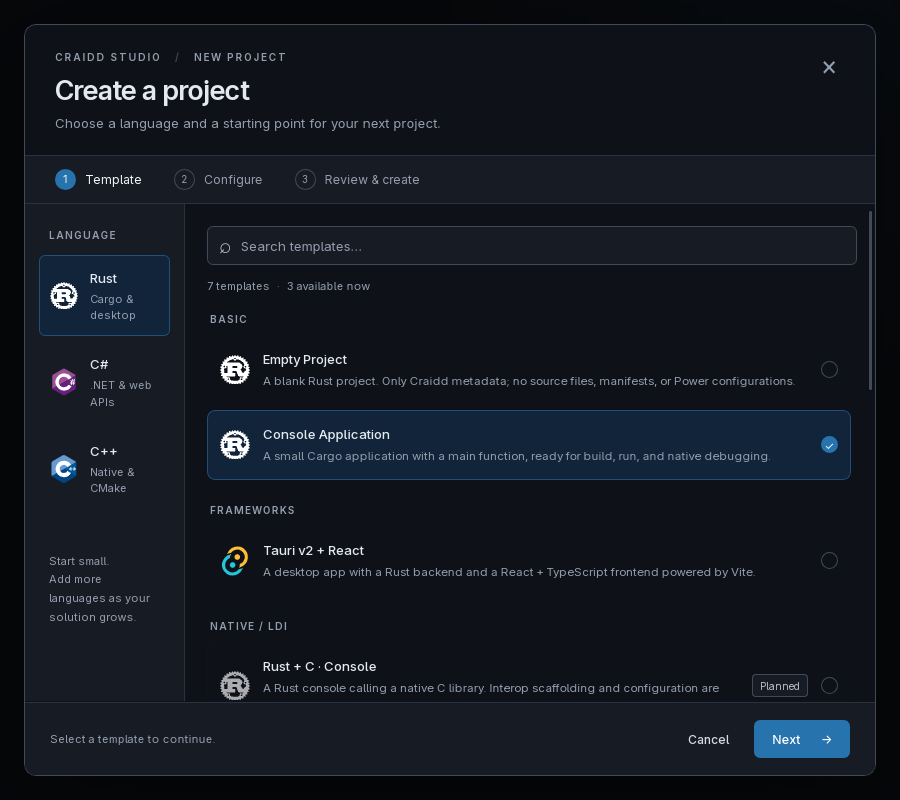 CRAIDD STUDIO / NEW PROJECT
Create a project
Choose a language and a starting point for your next project.
1 Template 2 Configure 3 Review & create
LANGUAGE
Rust
Cargo &
desktop
C#
.NET & web
APIs
C++
Native &
CMake
Start small.
Add more
languages as your
solution grows.
Search templates...
7 templates · 3 available now
BASIC
Empty Project
A blank Rust project. Only Craidd metadata; no source files, manifests, or Power configurations.
Console Application
A small Cargo application with a main function, ready for build, run, and native debugging.
FRAMEWORKS
Tauri v2 + React
A desktop app with a Rust backend and a React + TypeScript frontend powered by Vite.
NATIVE / LDI
Rust + C · Console
A Rust console calling a native C library. Interop scaffolding and configuration are
Planned
Select a template to continue.
Cancel
Next →